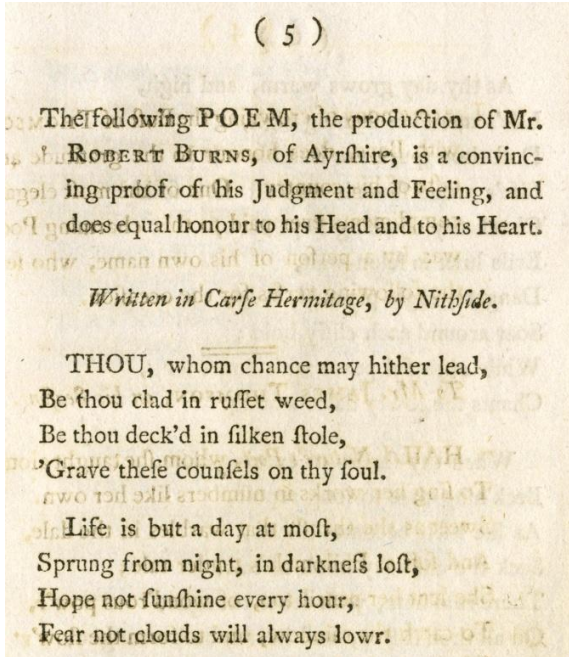 ( 5 )
The following POEM, the production of Mr.
ROBERT BURNS, of Ayrſhire, is a convinc-
ing proof of his Judgment and Feeling, and
does equal honour to his Head and to his Heart.
Written in Carſe Hermitage, by Nithſide.
THOU, whom chance may hither lead,
Be thou clad in ruſſet weed,
Be thou deck'd in ſilken ſtole,
'Grave theſe counſels on thy ſoul.
Life is but a day at moſt,
Sprung from night, in darkneſs loſt,
Hope not ſunſhine every hour,
Fear not clouds will always lowr.